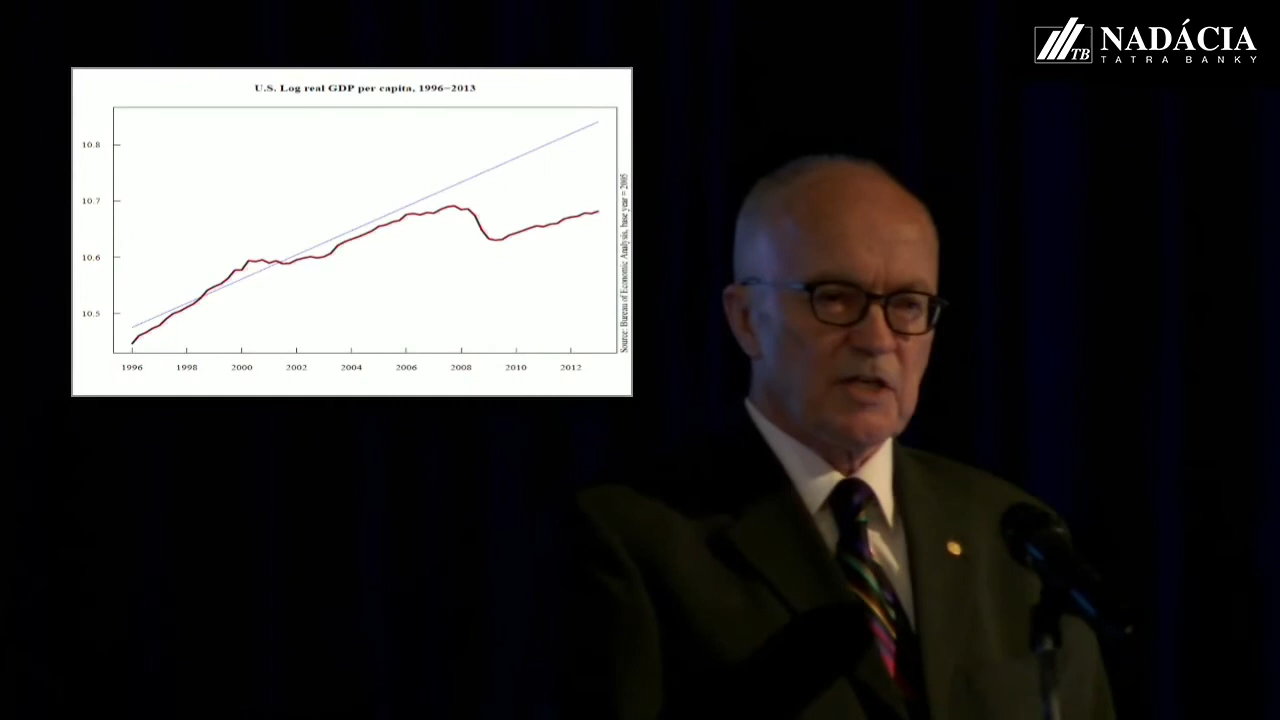 NADÁCIA
TB
TATRA BANKY
U.S. Log real GDP per capita, 1996−2013
10.8
10.7
10.6
10.5
1996 1998 2000 2002 2004 2006 2008 2010 2012
Source: Bureau of Economic Analysis, base year = 2005